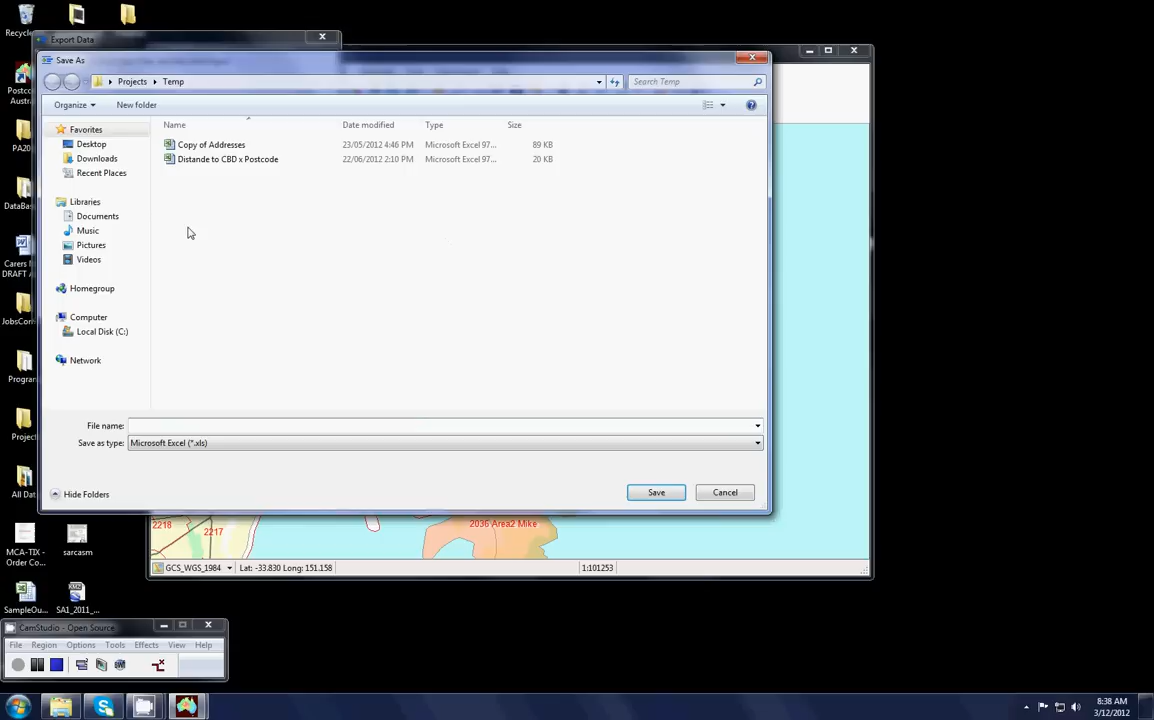 Recycle
Export Data
Save As
Projects
Temp
Search Temp
Postco
Austra
Organize
New folder
Name
Date modified
Type
Size
Favorites
Desktop
Downloads
Recent Places
Copy of Addresses
23/05/2012 4:46 PM
Microsoft Excel 97...
89 KB
Distande to CBD x Postcode
22/06/2012 2:10 PM
Microsoft Excel 97...
20 KB
PA20
DataBas
Libraries
Documents
Music
Pictures
Videos
Carers
DRAFT A
Homegroup
JobsCon
Computer
Local Disk (C:)
Network
Progran
Project
File name:
Save as type:
Microsoft Excel (*.xls)
Hide Folders
Save
Cancel
All Dat
2218
2217
2036 Area2 Mike
MCA-TIX -
Order Co...
sarcasm
GCS_WGS_1984
Lat: -33.830 Long: 151.158
1:101253
SampleOu...
SA1_2011_...
CamStudio - Open Source
File
Region
Options
Tools
Effects
View
Help
8:38 AM
3/12/2012